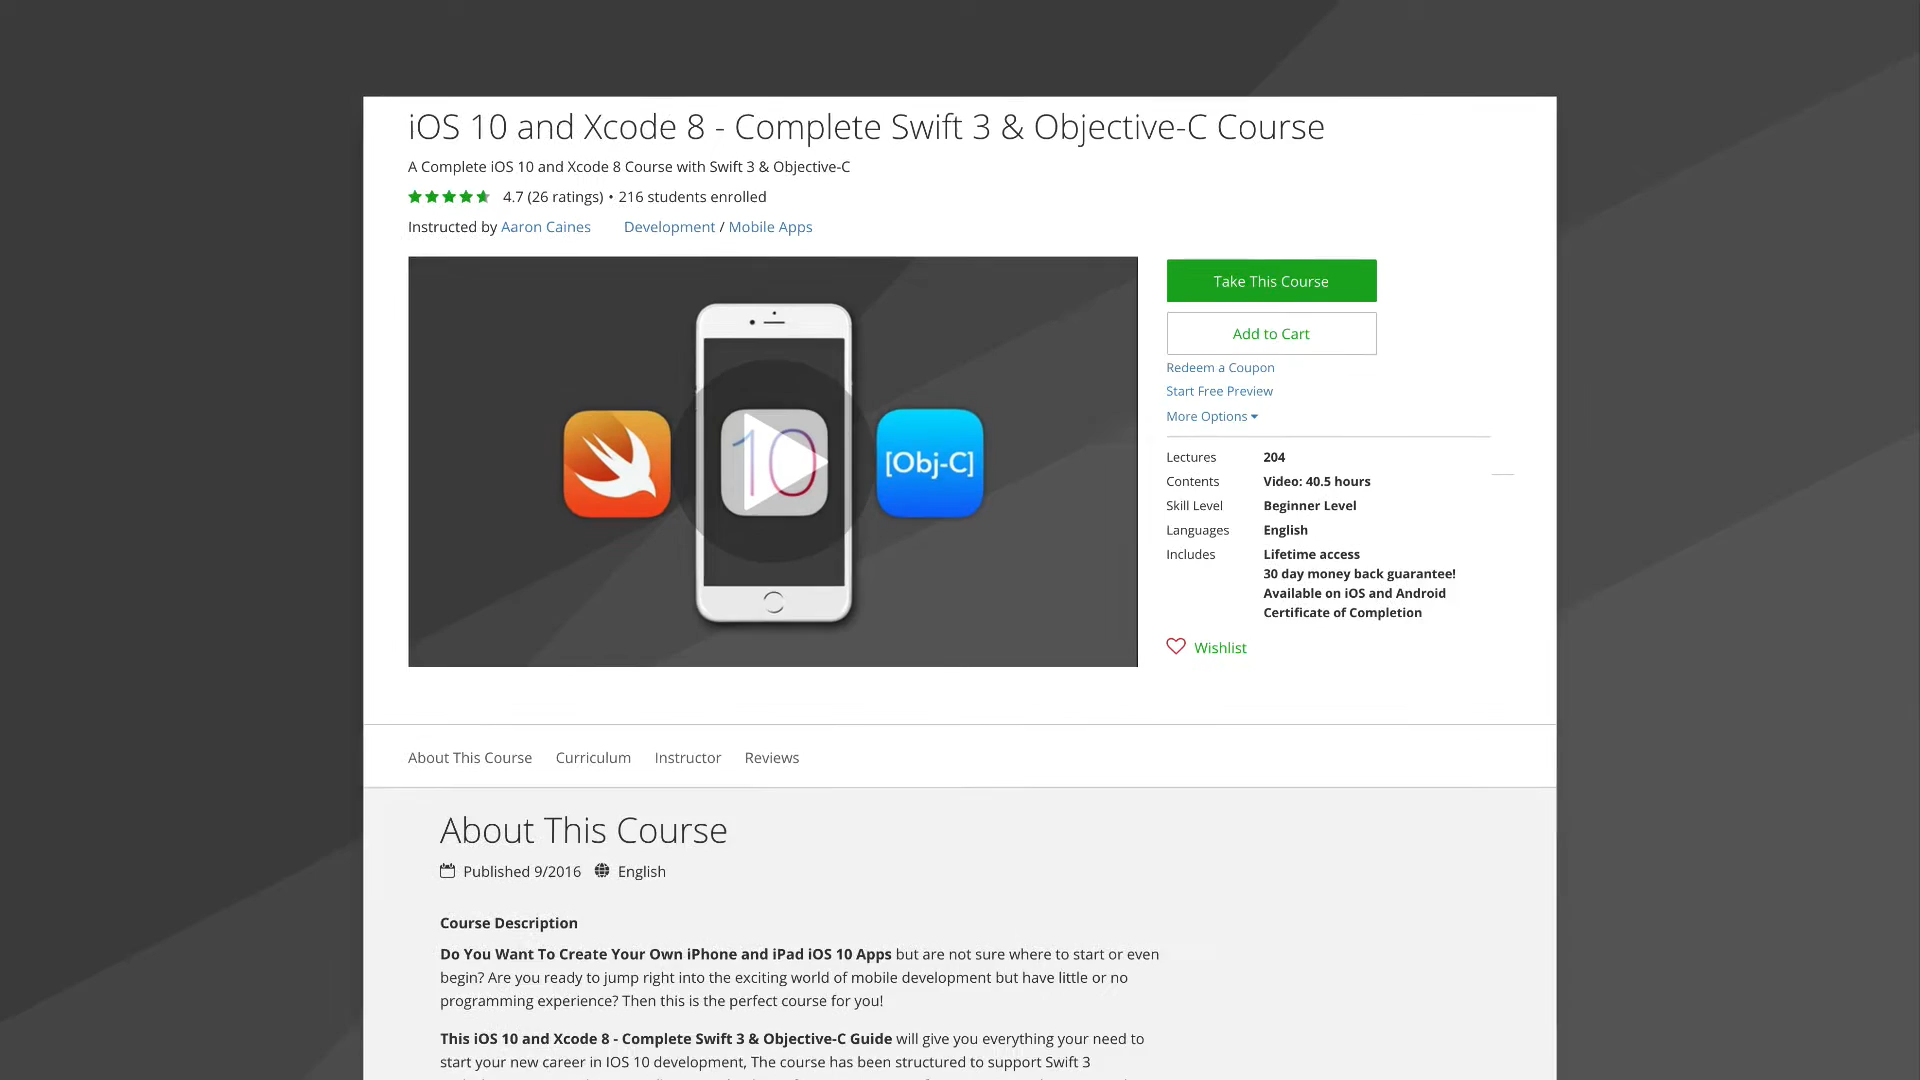 iOS 10 and Xcode 8 - Complete Swift 3 & Objective-C Course
A Complete iOS 10 and Xcode 8 Course with Swift 3 & Objective-C
4.7 (26 ratings) • 216 students enrolled
Instructed by Aaron Caines Development / Mobile Apps
10
[Obj-C]
Take This Course
Add to Cart
Redeem a Coupon
Start Free Preview
More Options
Lectures 204
Contents Video: 40.5 hours
Skill Level Beginner Level
Languages English
Includes Lifetime access
30 day money back guarantee!
Available on iOS and Android
Certificate of Completion
Wishlist
About This Course Curriculum Instructor Reviews
About This Course
Published 9/2016 English
Course Description
Do You Want To Create Your Own iPhone and iPad iOS 10 Apps but are not sure where to start or even
begin? Are you ready to jump right into the exciting world of mobile development but have little or no
programming experience? Then this is the perfect course for you!
This iOS 10 and Xcode 8 - Complete Swift 3 & Objective-C Guide will give you everything your need to
start your new career in IOS 10 development, The course has been structured to support Swift 3